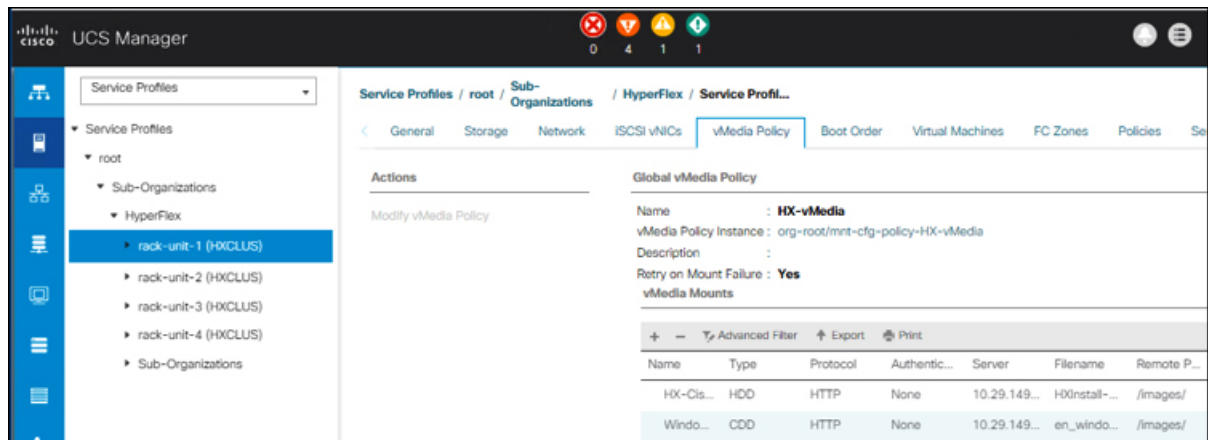 cisco UCS Manager
0 4 1 1
Service Profiles
Service Profiles
root
Sub-Organizations
HyperFlex
rack-unit-1 (HXCLUS)
rack-unit-2 (HXCLUS)
rack-unit-3 (HXCLUS)
rack-unit-4 (HXCLUS)
Sub-Organizations
Service Profiles / root / Sub-Organizations / HyperFlex / Service Profil...
General Storage Network iSCSI vNICs vMedia Policy Boot Order Virtual Machines FC Zones Policies Se
Actions
Modify vMedia Policy
Global vMedia Policy
Name : HX-vMedia
vMedia Policy Instance : org-root/mnt-cfg-policy-HX-vMedia
Description :
Retry on Mount Failure : Yes
vMedia Mounts
+ − Advanced Filter Export Print
Name Type Protocol Authentic... Server Filename Remote P...
HX-Cis... HDD HTTP None 10.29.149... HXInstall-... /images/
Windo... CDD HTTP None 10.29.149... en_windo... /images/